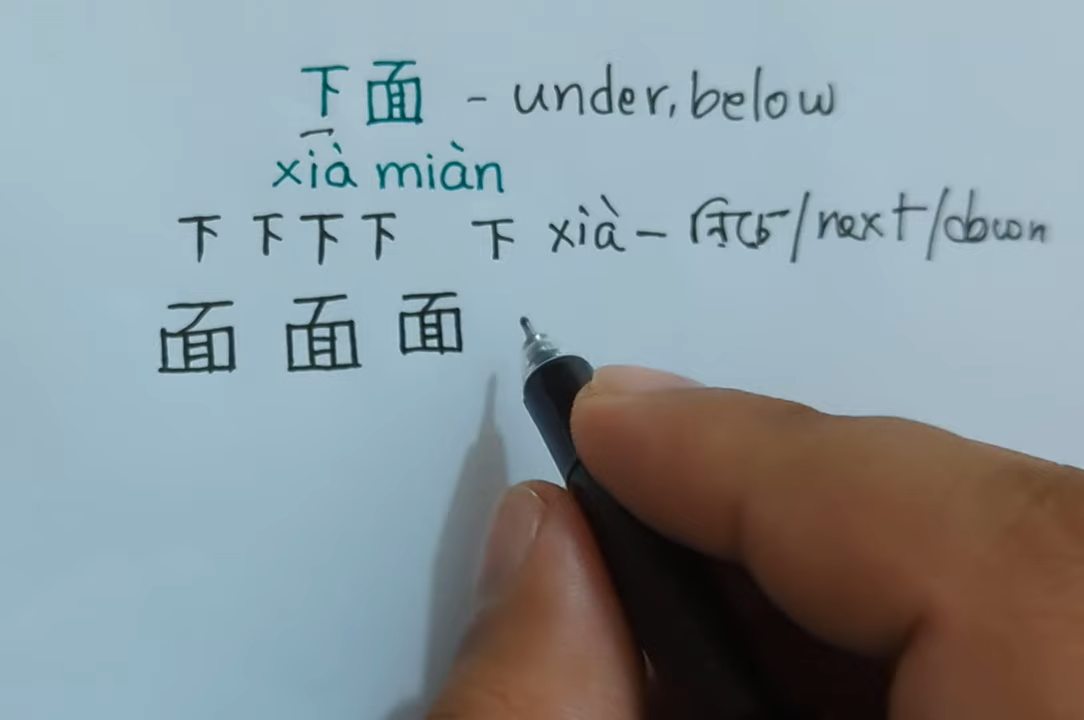 下面 - under, below
xià miàn
下 下 下 下 下 xià - /next/down
面 面 面